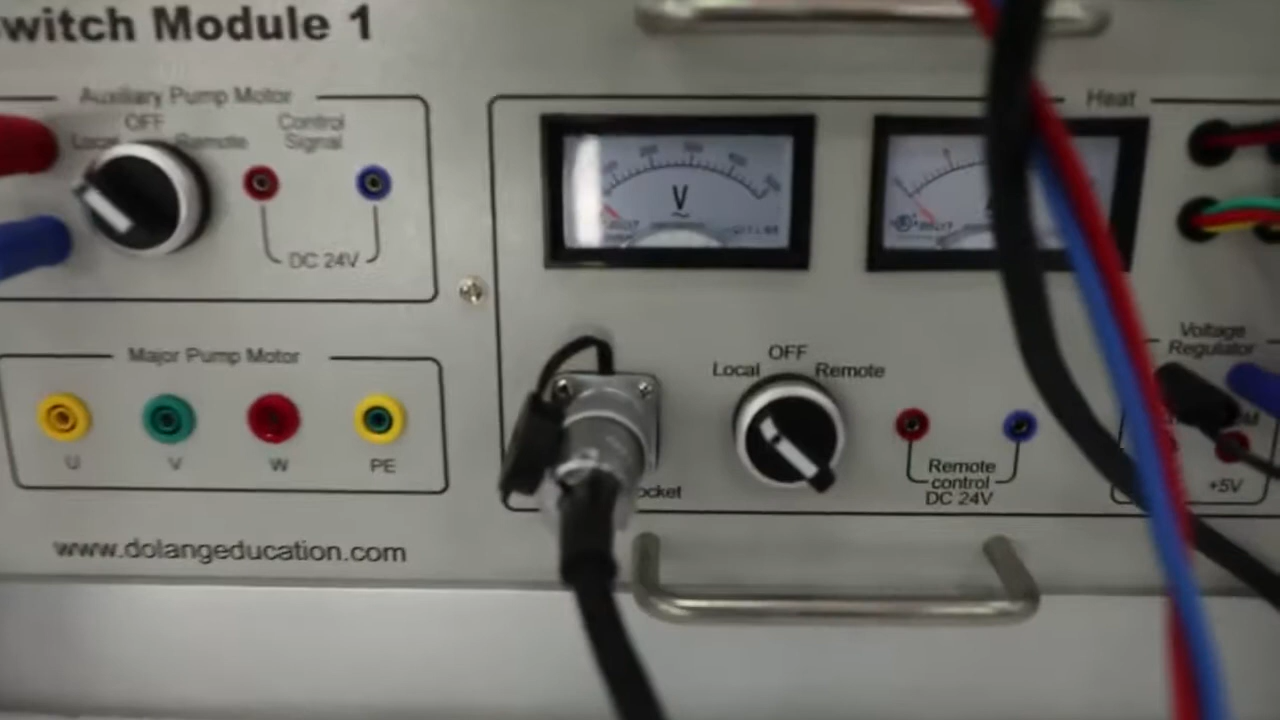 witch Module 1
Auxiliary Pump Motor
OFF
Local Remote
Control
Signal
DC 24V
Heat
V
Major Pump Motor
U V W PE
OFF
Local Remote
ocket
Remote
control
DC 24V
Voltage
Regulator
+5V
www.dolangeducation.com